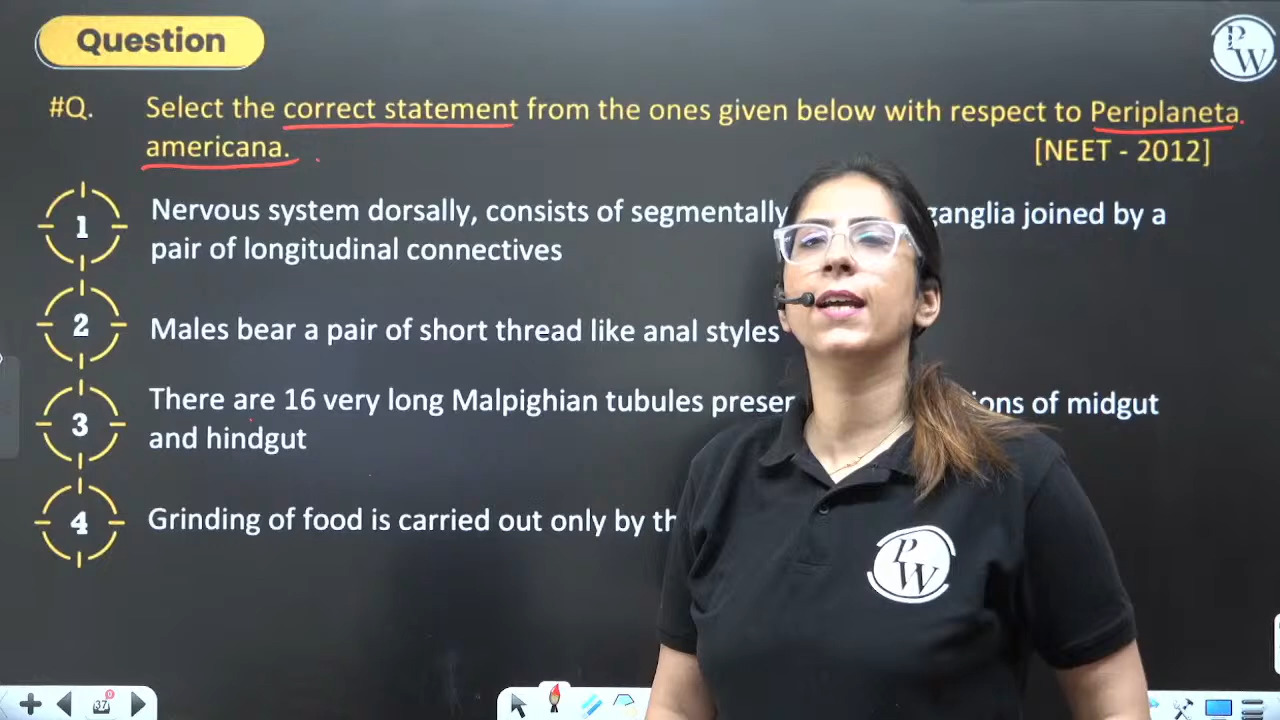 Question
PW
#Q. Select the correct statement from the ones given below with respect to Periplaneta
americana. [NEET - 2012]
1 Nervous system dorsally, consists of segmentally ganglia joined by a
pair of longitudinal connectives
2 Males bear a pair of short thread like anal styles
3 There are 16 very long Malpighian tubules of midgut
and hindgut
4 Grinding of food is carried out only by
PW
37